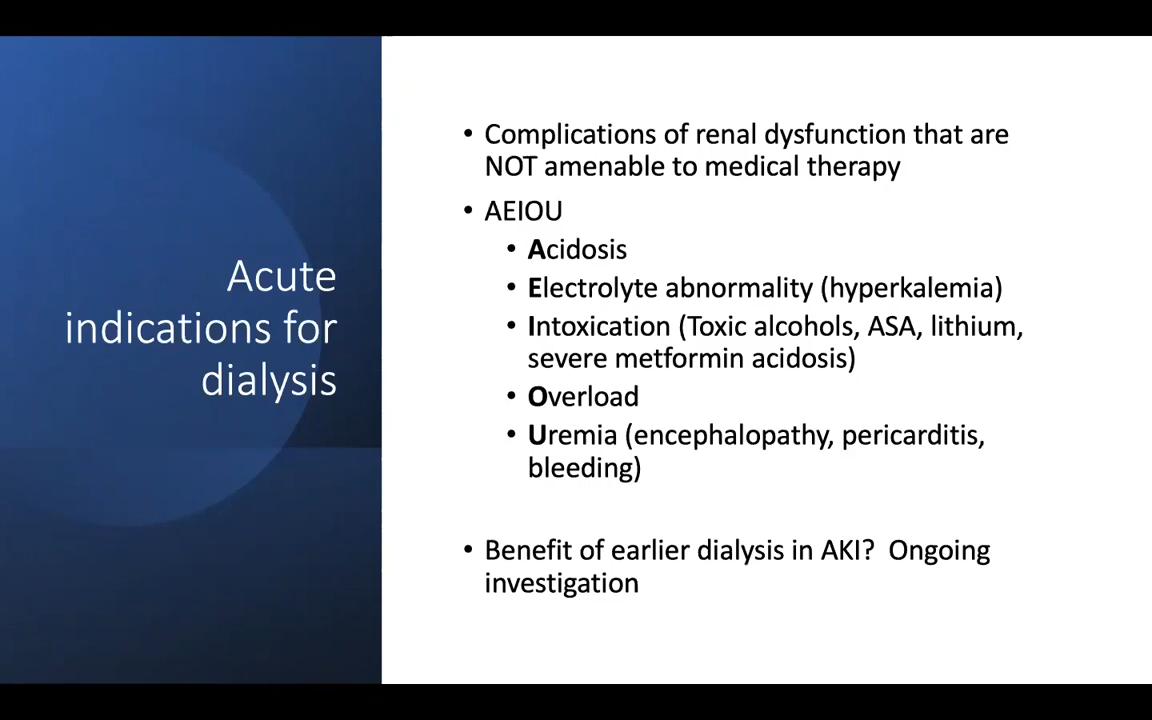 Acute
indications for
dialysis
• Complications of renal dysfunction that are
NOT amenable to medical therapy
• AEIOU
• Acidosis
• Electrolyte abnormality (hyperkalemia)
• Intoxication (Toxic alcohols, ASA, lithium,
severe metformin acidosis)
• Overload
• Uremia (encephalopathy, pericarditis,
bleeding)
• Benefit of earlier dialysis in AKI?  Ongoing
investigation